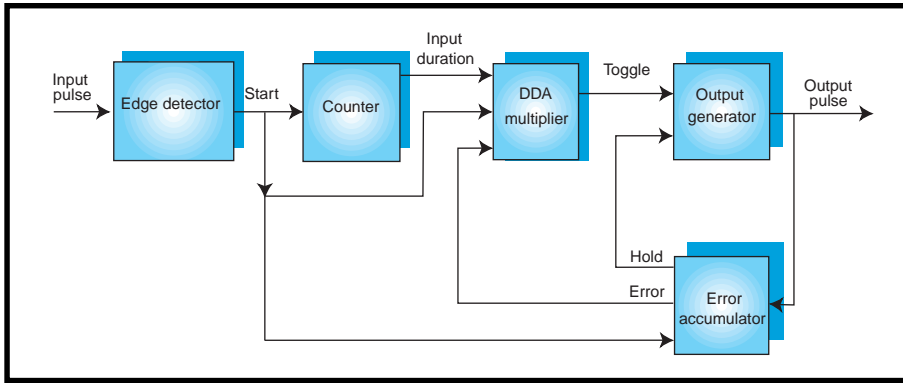 Input
pulse
Edge detector
Start
Counter
Input
duration
DDA
multiplier
Toggle
Output
generator
Output
pulse
Hold
Error
Error
accumulator